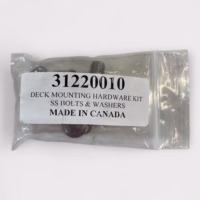 31220010
DECK MOUNTING HARDWARE KIT
SS BOLTS & WASHERS
MADE IN CANADA